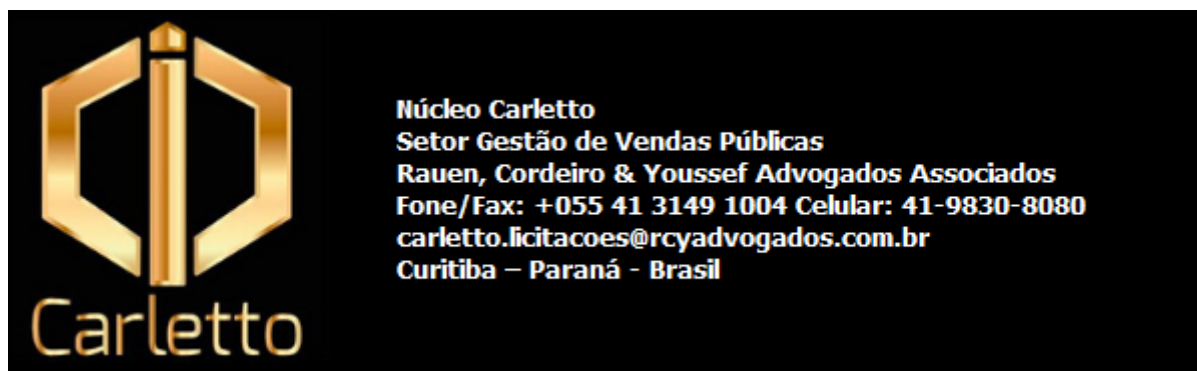 Carletto
Núcleo Carletto
Setor Gestão de Vendas Públicas
Rauen, Cordeiro & Youssef Advogados Associados
Fone/Fax: +055 41 3149 1004 Celular: 41-9830-8080
carletto.licitacoes@rcyadvogados.com.br
Curitiba – Paraná - Brasil